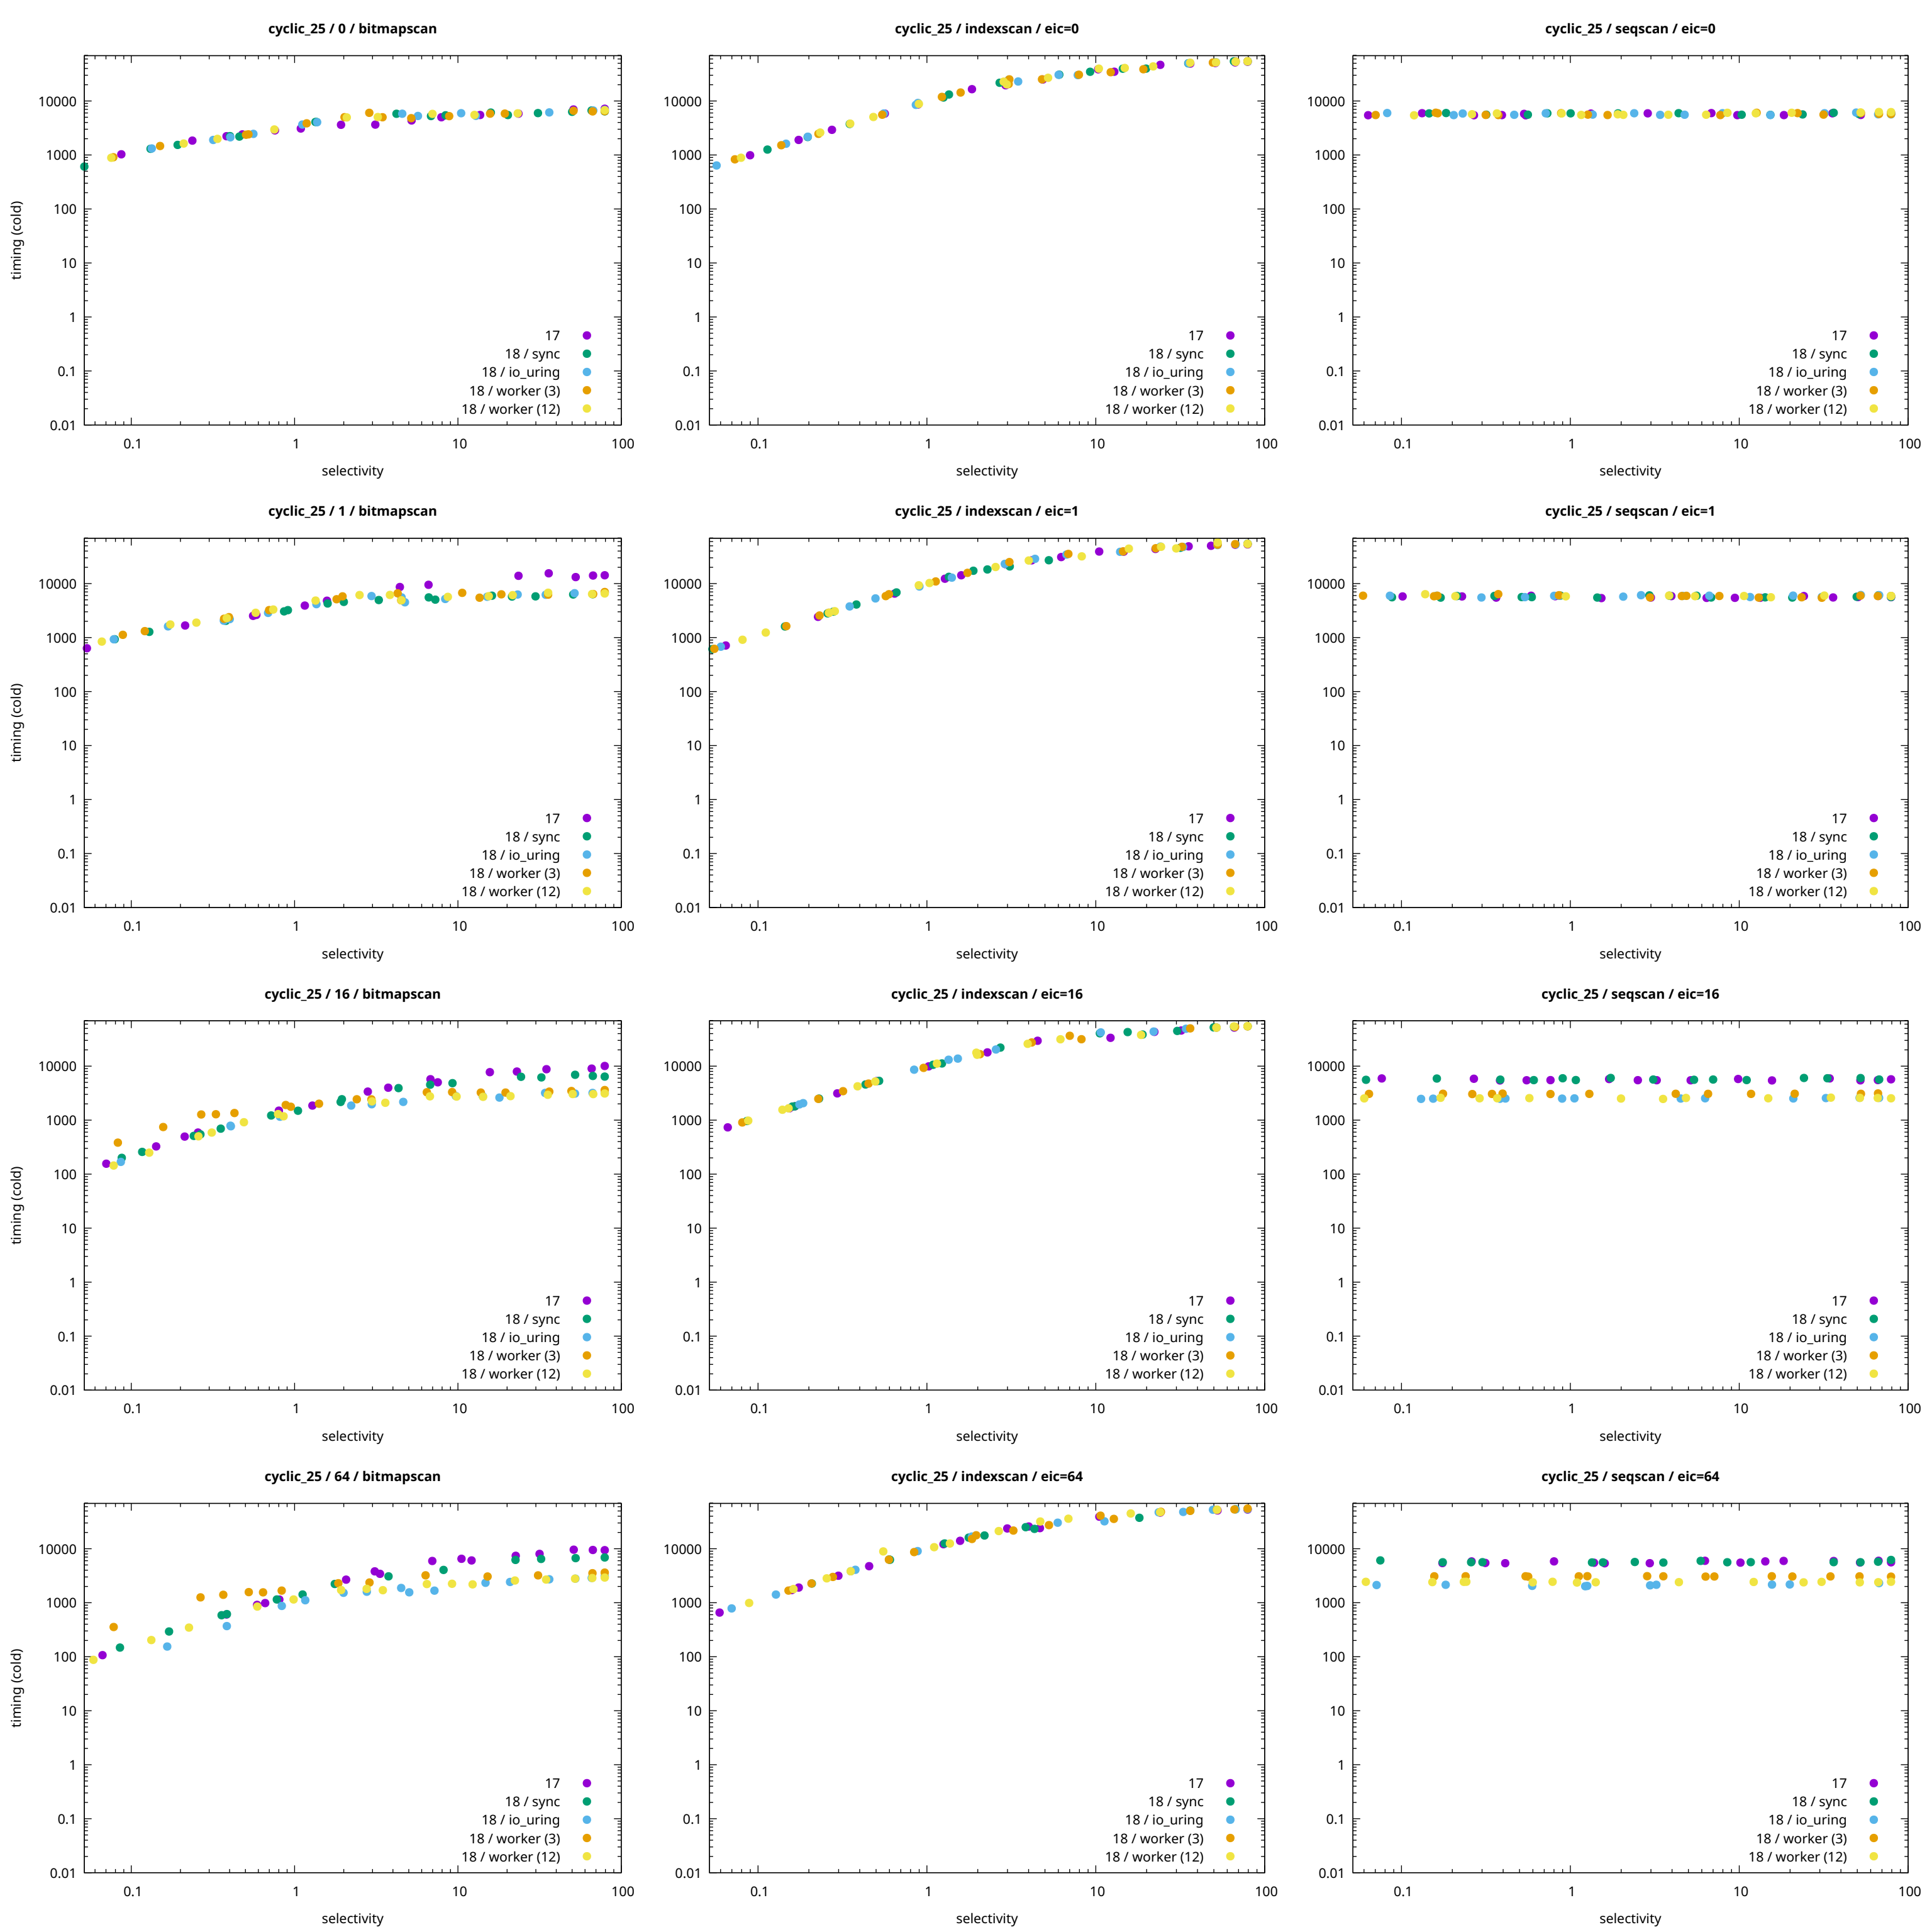 cyclic_25 / 0 / bitmapscan
timing (cold)
10000
1000
100
10
1
0.1
0.01
17
18 / sync
18 / io_uring
18 / worker (3)
18 / worker (12)
0.1 1 10 100
selectivity
cyclic_25 / indexscan / eic=0
10000
1000
100
10
1
0.1
0.01
17
18 / sync
18 / io_uring
18 / worker (3)
18 / worker (12)
0.1 1 10 100
selectivity
cyclic_25 / seqscan / eic=0
10000
1000
100
10
1
0.1
0.01
17
18 / sync
18 / io_uring
18 / worker (3)
18 / worker (12)
0.1 1 10 100
selectivity
cyclic_25 / 1 / bitmapscan
timing (cold)
10000
1000
100
10
1
0.1
0.01
17
18 / sync
18 / io_uring
18 / worker (3)
18 / worker (12)
0.1 1 10 100
selectivity
cyclic_25 / indexscan / eic=1
10000
1000
100
10
1
0.1
0.01
17
18 / sync
18 / io_uring
18 / worker (3)
18 / worker (12)
0.1 1 10 100
selectivity
cyclic_25 / seqscan / eic=1
10000
1000
100
10
1
0.1
0.01
17
18 / sync
18 / io_uring
18 / worker (3)
18 / worker (12)
0.1 1 10 100
selectivity
cyclic_25 / 16 / bitmapscan
timing (cold)
10000
1000
100
10
1
0.1
0.01
17
18 / sync
18 / io_uring
18 / worker (3)
18 / worker (12)
0.1 1 10 100
selectivity
cyclic_25 / indexscan / eic=16
10000
1000
100
10
1
0.1
0.01
17
18 / sync
18 / io_uring
18 / worker (3)
18 / worker (12)
0.1 1 10 100
selectivity
cyclic_25 / seqscan / eic=16
10000
1000
100
10
1
0.1
0.01
17
18 / sync
18 / io_uring
18 / worker (3)
18 / worker (12)
0.1 1 10 100
selectivity
cyclic_25 / 64 / bitmapscan
timing (cold)
10000
1000
100
10
1
0.1
0.01
17
18 / sync
18 / io_uring
18 / worker (3)
18 / worker (12)
0.1 1 10 100
selectivity
cyclic_25 / indexscan / eic=64
10000
1000
100
10
1
0.1
0.01
17
18 / sync
18 / io_uring
18 / worker (3)
18 / worker (12)
0.1 1 10 100
selectivity
cyclic_25 / seqscan / eic=64
10000
1000
100
10
1
0.1
0.01
17
18 / sync
18 / io_uring
18 / worker (3)
18 / worker (12)
0.1 1 10 100
selectivity